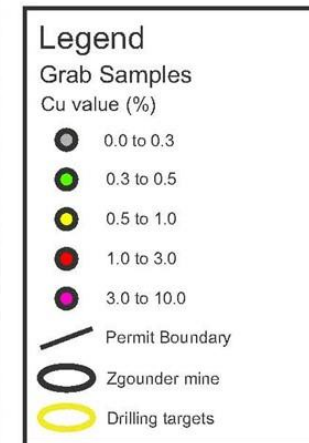 Legend
Grab Samples
Cu value (%)
0.0 to 0.3
0.3 to 0.5
0.5 to 1.0
1.0 to 3.0
3.0 to 10.0
Permit Boundary
Zgounder mine
Drilling targets